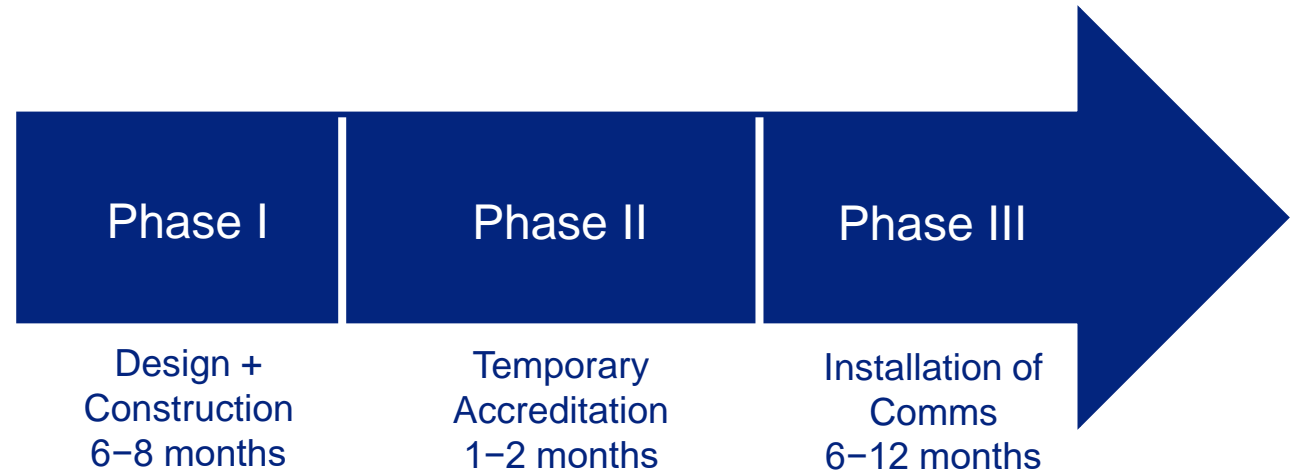 Phase I
Phase II
Phase III
Design +
Construction
6−8 months
Temporary
Accreditation
1−2 months
Installation of
Comms
6−12 months